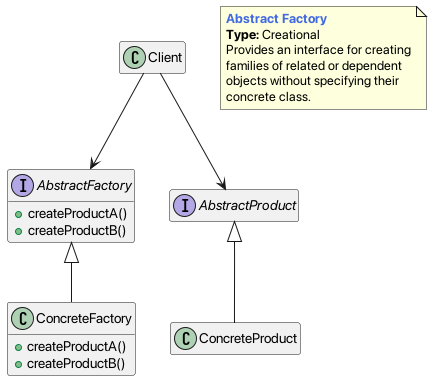 Abstract Factory
Type: Creational
Provides an interface for creating
families of related or dependent
objects without specifying their
concrete class.
C Client
I AbstractFactory
createProductA()
createProductB()
I AbstractProduct
C ConcreteFactory
createProductA()
createProductB()
C ConcreteProduct